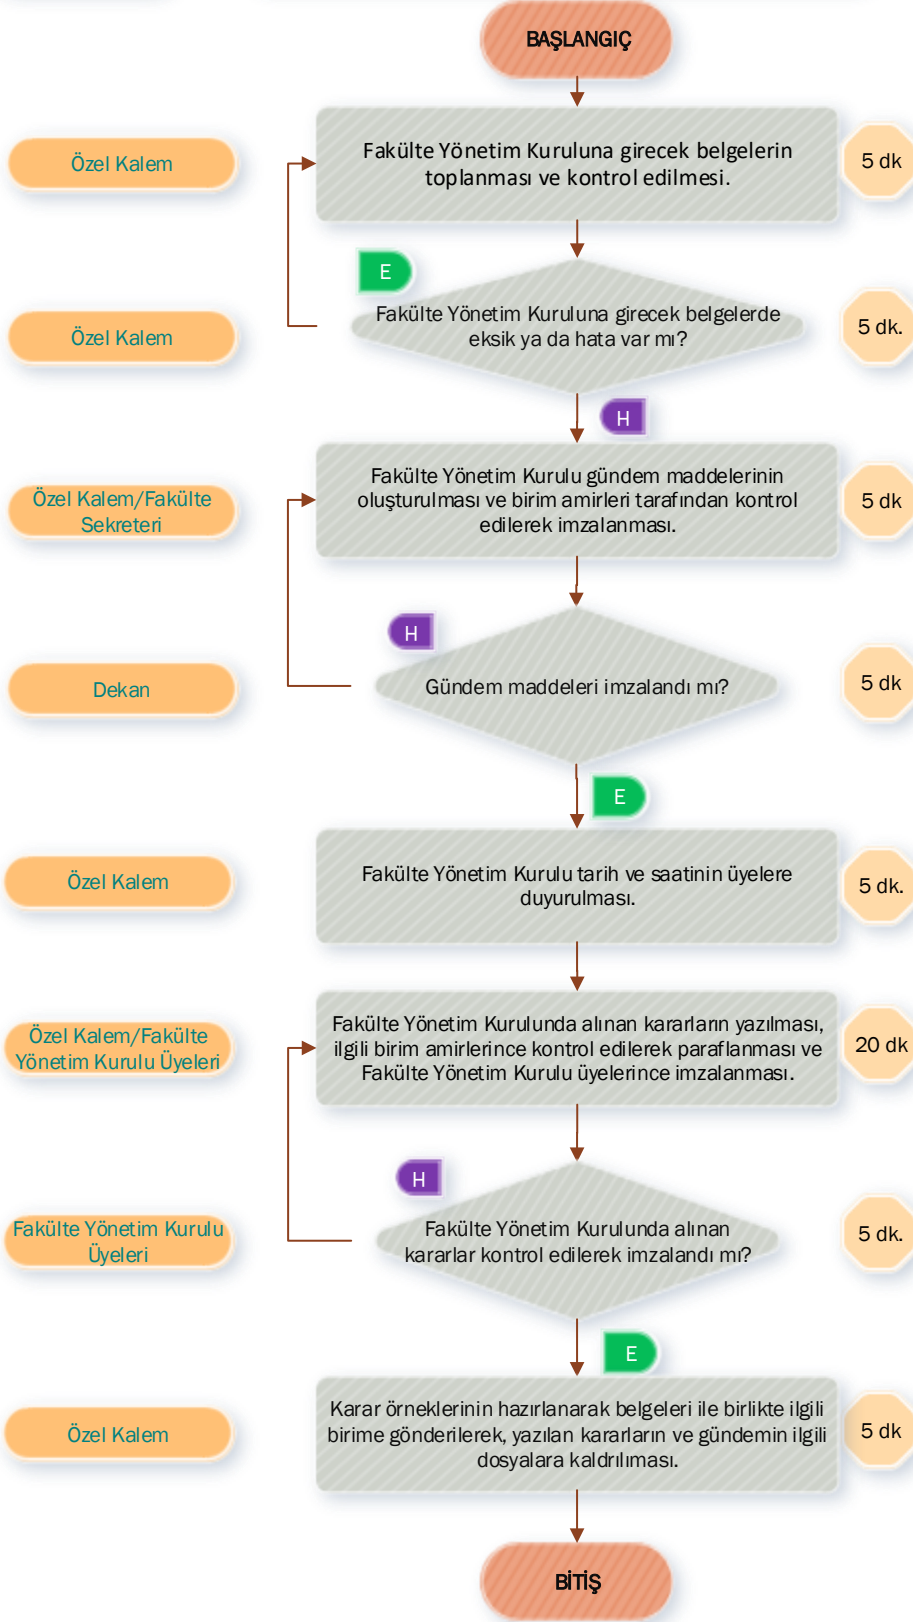 BAŞLANGIÇ
Özel Kalem
Fakülte Yönetim Kuruluna girecek belgelerin
toplanması ve kontrol edilmesi.
5 dk
E
Özel Kalem
Fakülte Yönetim Kuruluna girecek belgelerde
eksik ya da hata var mı?
5 dk.
H
Özel Kalem/Fakülte
Sekreteri
Fakülte Yönetim Kurulu gündem maddelerinin
oluşturulması ve birim amirleri tarafından kontrol
edilerek imzalanması.
5 dk
H
Dekan
Gündem maddeleri imzalandı mı?
5 dk
E
Özel Kalem
Fakülte Yönetim Kurulu tarih ve saatinin üyelere
duyurulması.
5 dk.
Özel Kalem/Fakülte
Yönetim Kurulu Üyeleri
Fakülte Yönetim Kurulunda alınan kararların yazılması,
ilgili birim amirlerince kontrol edilerek paraflanması ve
Fakülte Yönetim Kurulu üyelerince imzalanması.
20 dk
H
Fakülte Yönetim Kurulu
Üyeleri
Fakülte Yönetim Kurulunda alınan
kararlar kontrol edilerek imzalandı mı?
5 dk.
E
Özel Kalem
Karar örneklerinin hazırlanarak belgeleri ile birlikte ilgili
birime gönderilerek, yazılan kararların ve gündemin ilgili
dosyalara kaldırılması.
5 dk
BİTİŞ